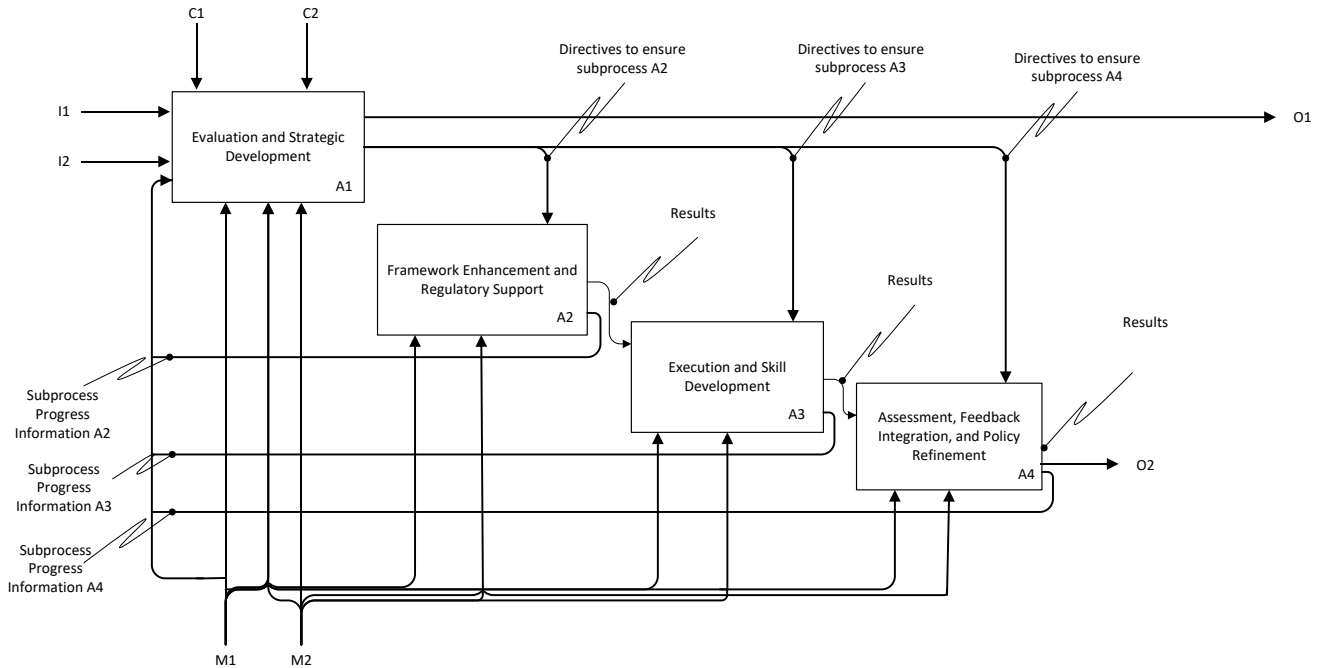 C1
C2
Directives to ensure
subprocess A2
Directives to ensure
subprocess A3
Directives to ensure
subprocess A4
I1
O1
Evaluation and Strategic
Development
A1
I2
Results
Framework Enhancement and
Regulatory Support
A2
Results
Results
Execution and Skill
Development
A3
Subprocess
Progress
Information A2
Assessment, Feedback
Integration, and Policy
Refinement
A4
O2
Subprocess
Progress
Information A3
Subprocess
Progress
Information A4
M1
M2